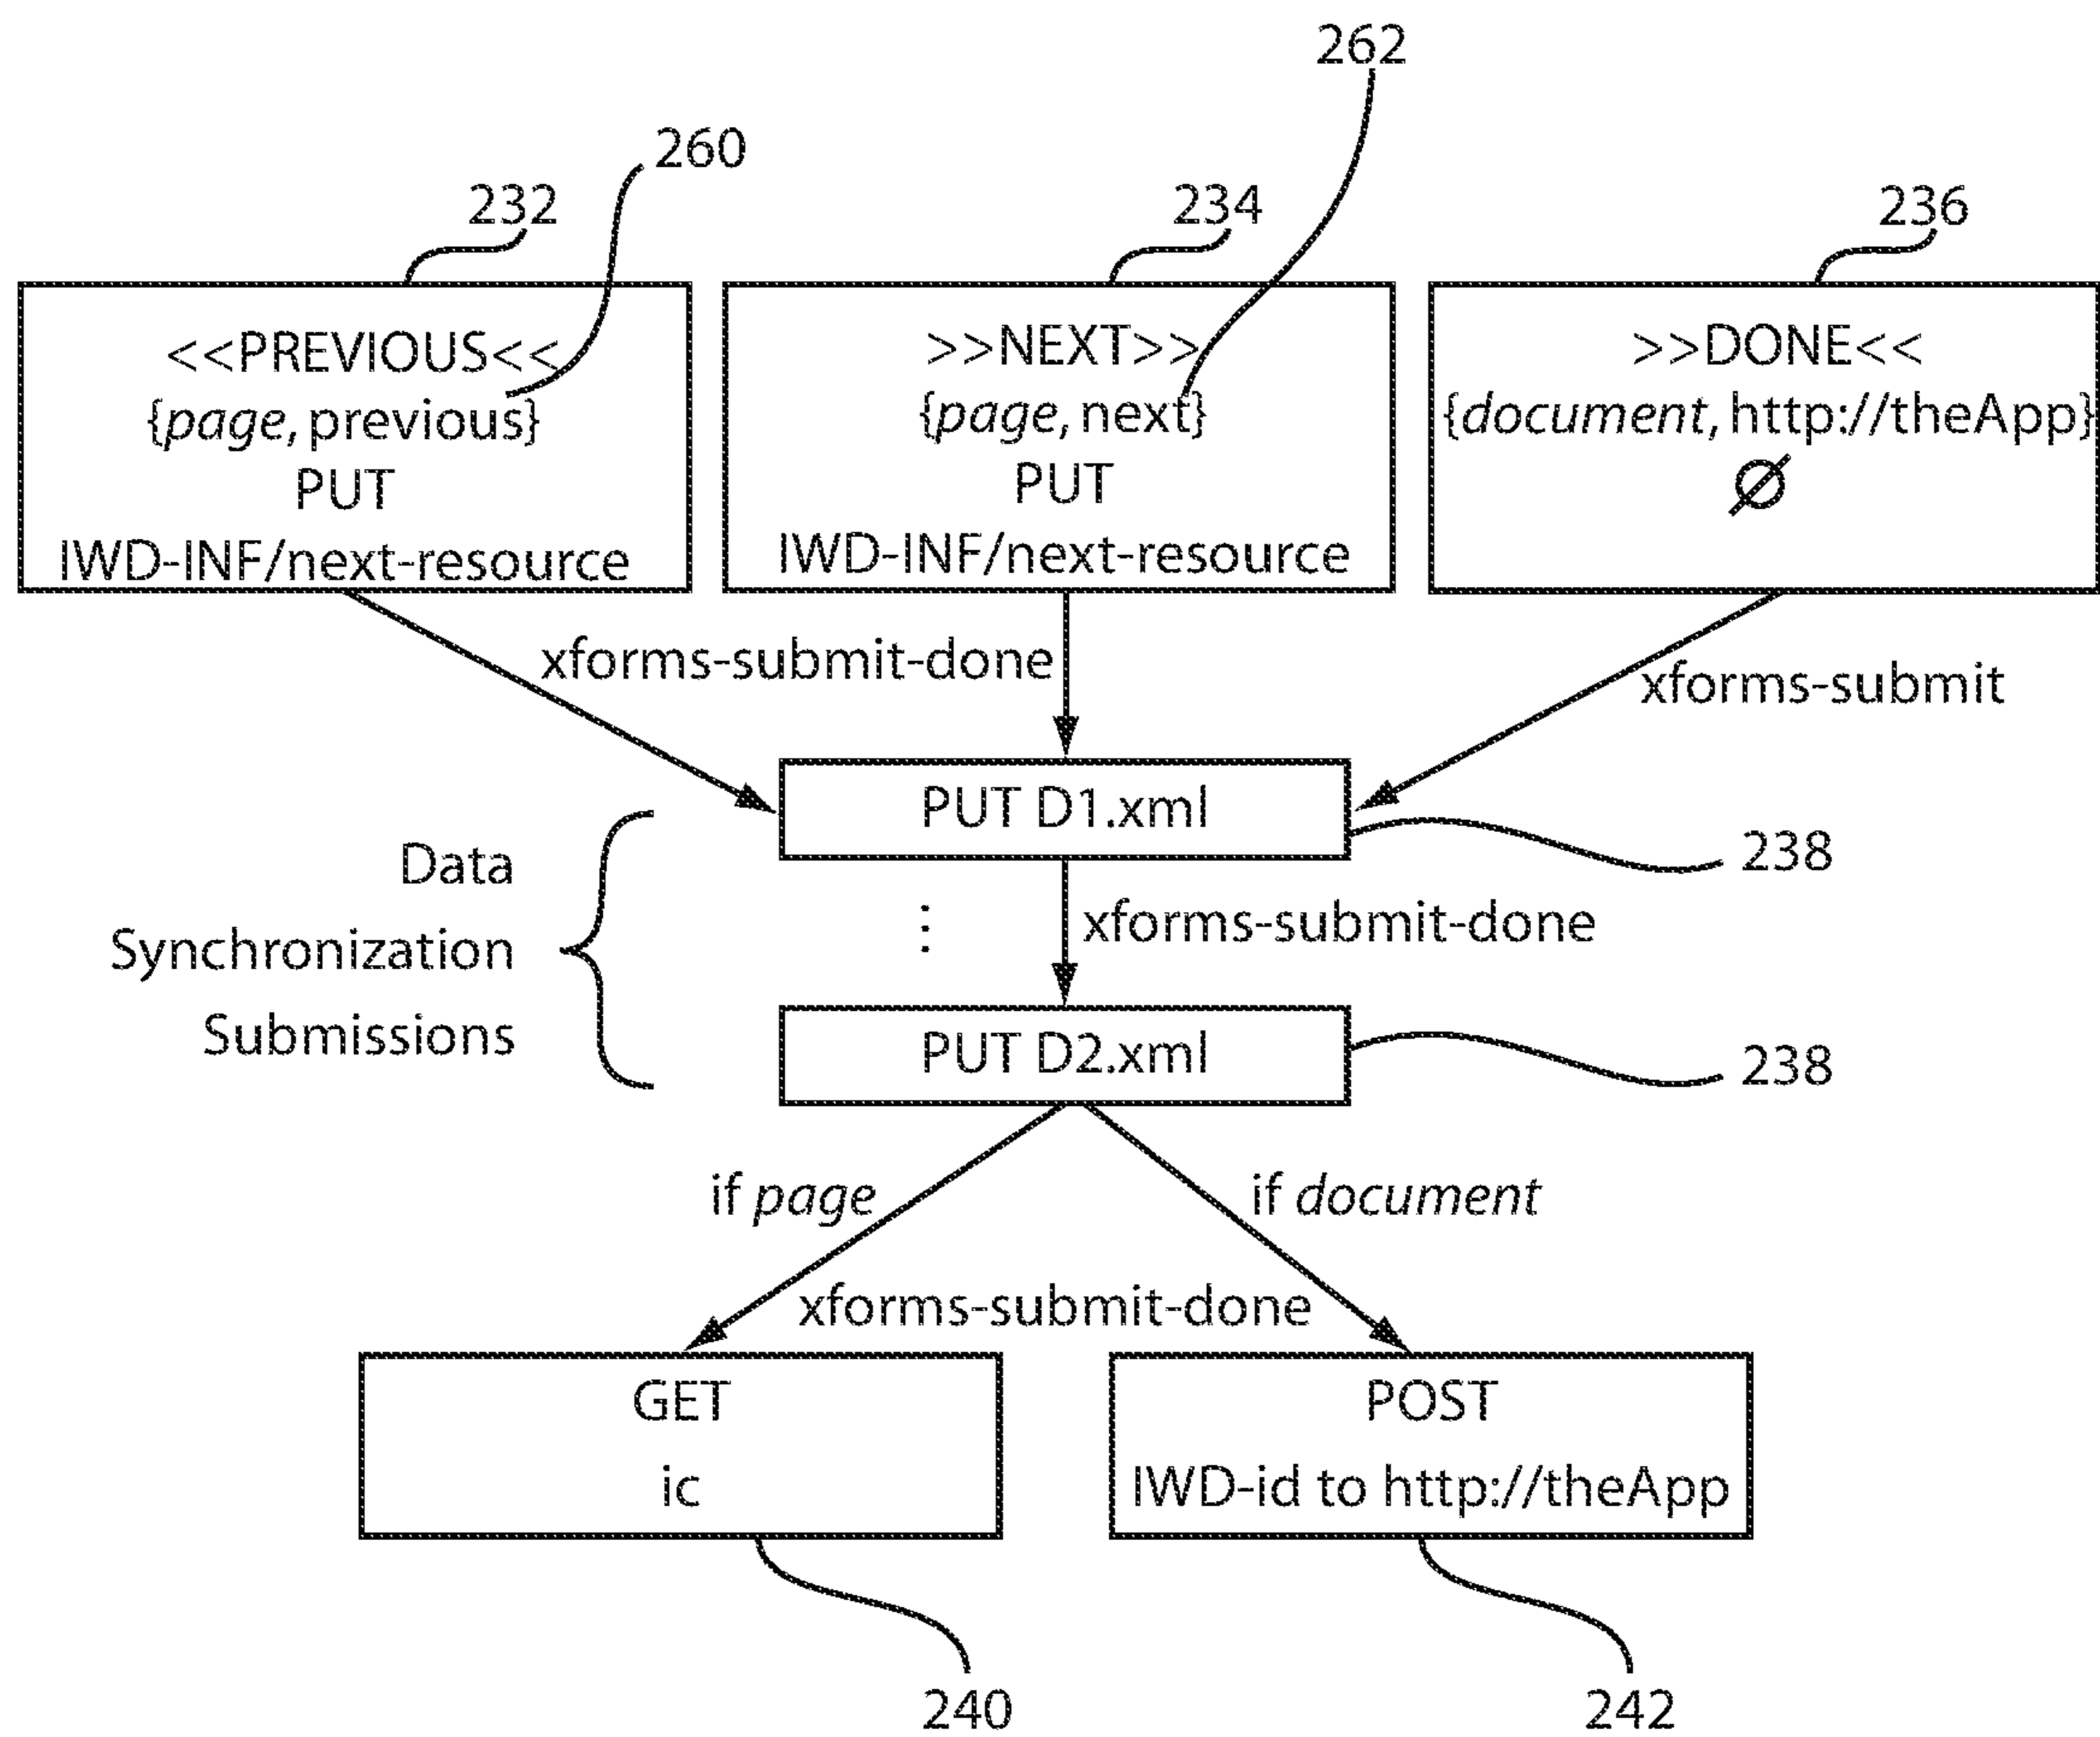 262
260
232
234
236
<<PREVIOUS<<
{page, previous}
PUT
IWD-INF/next-resource
>>NEXT>>
{page, next}
PUT
IWD-INF/next-resource
>>DONE<<
{document, http://theApp}
∅
xforms-submit-done
xforms-submit
PUT D1.xml
238
Data
Synchronization
Submissions
⋮
xforms-submit-done
PUT D2.xml
238
if page
if document
xforms-submit-done
GET
ic
POST
IWD-id to http://theApp
240
242